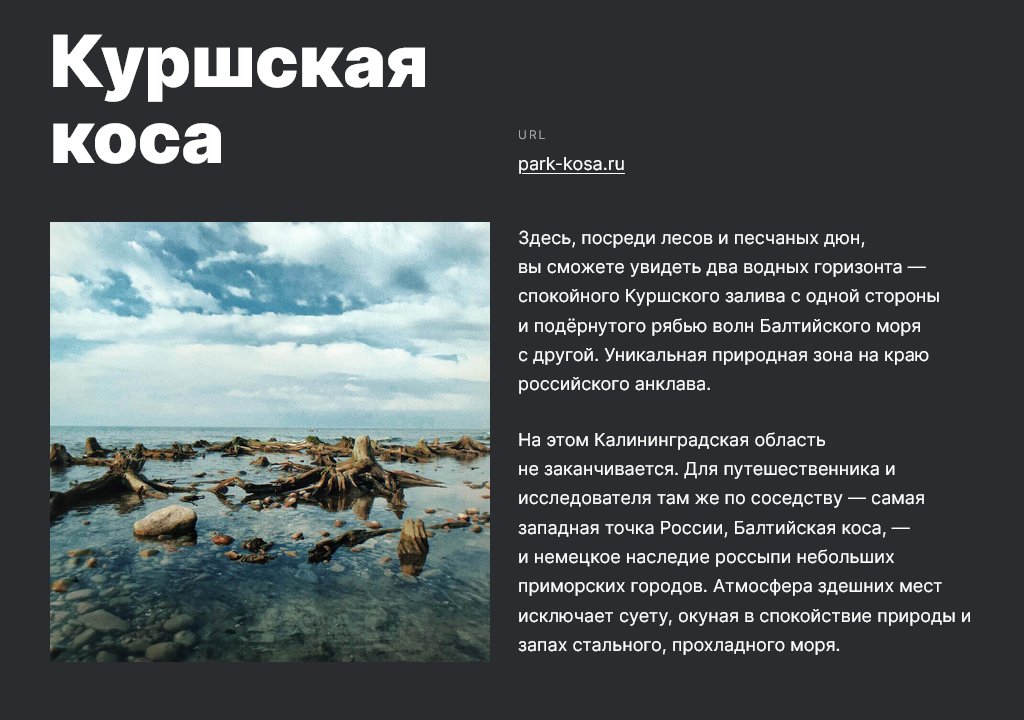 Куршская
коса
URL
park-kosa.ru
Здесь, посреди лесов и песчаных дюн,
вы сможете увидеть два водных горизонта —
спокойного Куршского залива с одной стороны
и подёрнутого рябью волн Балтийского моря
с другой. Уникальная природная зона на краю
российского анклава.
На этом Калининградская область
не заканчивается. Для путешественника и
исследователя там же по соседству — самая
западная точка России, Балтийская коса, —
и немецкое наследие россыпи небольших
приморских городов. Атмосфера здешних мест
исключает суету, окуная в спокойствие природы и
запах стального, прохладного моря.